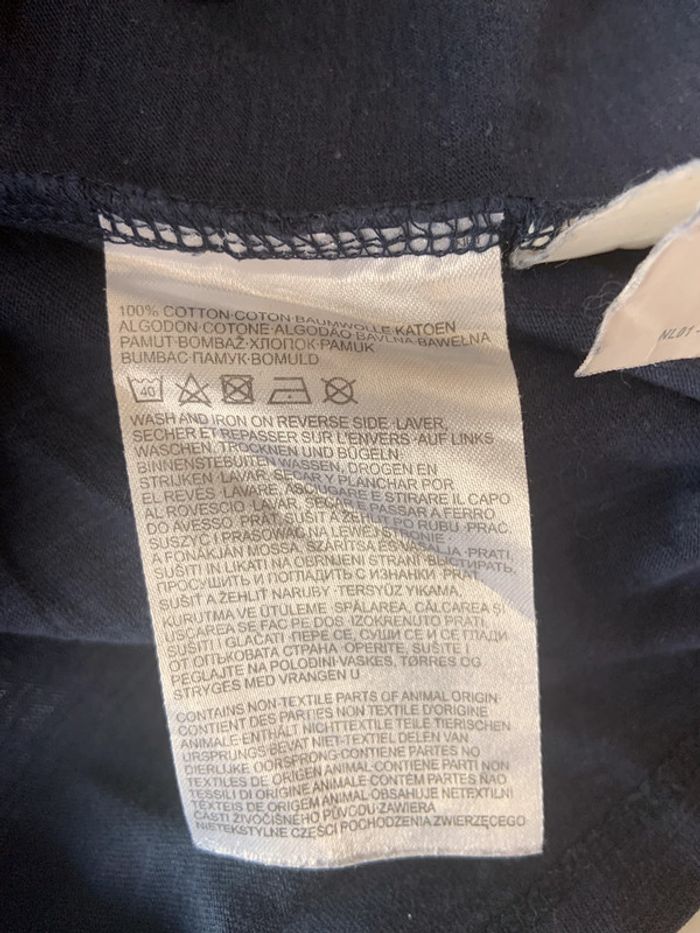 100% COTTON·COTON·BAUMWOLLE·KATOEN
ALGODÓN·COTONE·ALGODÃO·BAVLNA·BAWEŁNA
PAMUT·BOMBAŽ·ХЛОПОК·PAMUK
BUMBAC·ПАМУК·BOMULD
40
WASH AND IRON ON REVERSE SIDE·LAVER,
SECHER ET REPASSER SUR L'ENVERS·AUF LINKS
WASCHEN, TROCKNEN UND BÜGELN·
BINNENSTEBUITEN WASSEN, DROGEN EN
STRIJKEN·LAVAR, SECAR Y PLANCHAR POR
EL REVÉS·LAVARE, ASCIUGARE E STIRARE IL CAPO
AL ROVESCIO·LAVAR, SECAR E PASSAR A FERRO
DO AVESSO·PRÁT, SUŠIT A ŽEHLIT PO RUBU·PRAĆ,
SUSZYĆ I PRASOWAĆ NA LEWEJ STRONIE·
A FONÁKJÁN MOSSA, SZÁRÍTSA ÉS VASALJA·PRATI,
SUŠITI IN LIKATI NA OBRNJENI STRANI·ВЫСТИРАТЬ,
ПРОСУШИТЬ И ПОГЛАДИТЬ С ИЗНАНКИ·PRAŤ,
SUŠIŤ A ŽEHLIŤ NARUBY·TERSYÜZ YIKAMA,
KURUTMA VE ÜTÜLEME·SPĂLAREA, CĂLCAREA ȘI
USCAREA SE FAC PE DOS·IZOKRENUTO PRATI,
SUŠITI I GLAČATI·ПЕРЕ СЕ, СУШИ СЕ И СЕ ГЛАДИ
ОТ ОПЪКОВАТА СТРАНА·OPERITE, SUŠITE I
PEGLAJTE NA POLOĐINI·VASKES, TØRRES OG
STRYGES MED VRANGEN U
CONTAINS NON-TEXTILE PARTS OF ANIMAL ORIGIN·
CONTIENT DES PARTIES NON TEXTILE D'ORIGINE
ANIMALE·ENTHÄLT NICHTTEXTILE TEILE TIERISCHEN
URSPRUNGS·BEVAT NIET-TEXTIEL DELEN VAN
DIERLIJKE OORSPRONG·CONTIENE PARTES NO
TEXTILES DE ORIGEN ANIMAL·CONTIENE PARTI NON
TESSILI DI ORIGINE ANIMALE·CONTÉM PARTES NÃO
TÊXTEIS DE ORIGEM ANIMAL·OBSAHUJE NETEXTILNÍ
ČÁSTI ŽIVOČIŠNÉHO PŮVODU·ZAWIERA
NIETEKSTYLNE CZĘŚCI POCHODZENIA ZWIERZĘCEGO
NL01 -